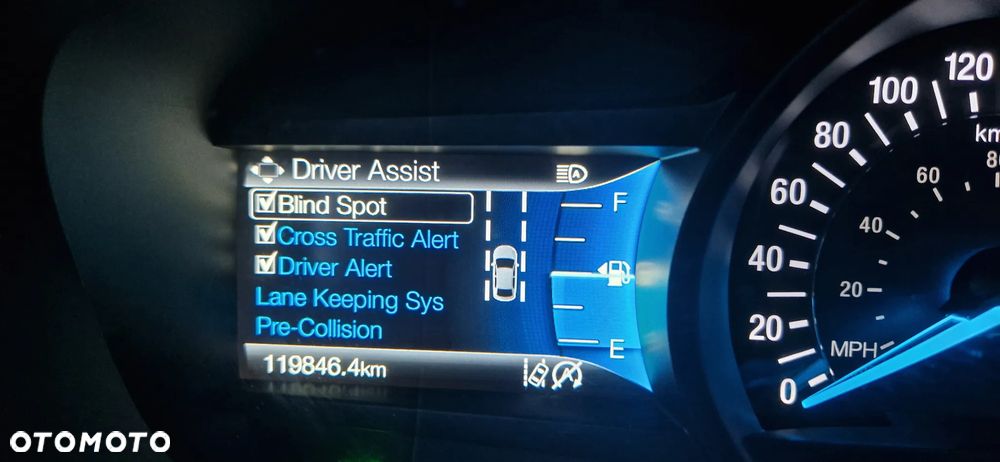 Driver Assist
Blind Spot
Cross Traffic Alert
Driver Alert
Lane Keeping Sys
Pre-Collision
119846.4km
F
E
A
120
100
80
60
40
20
0
km
80
60
40
20
MPH
OTOMOTO